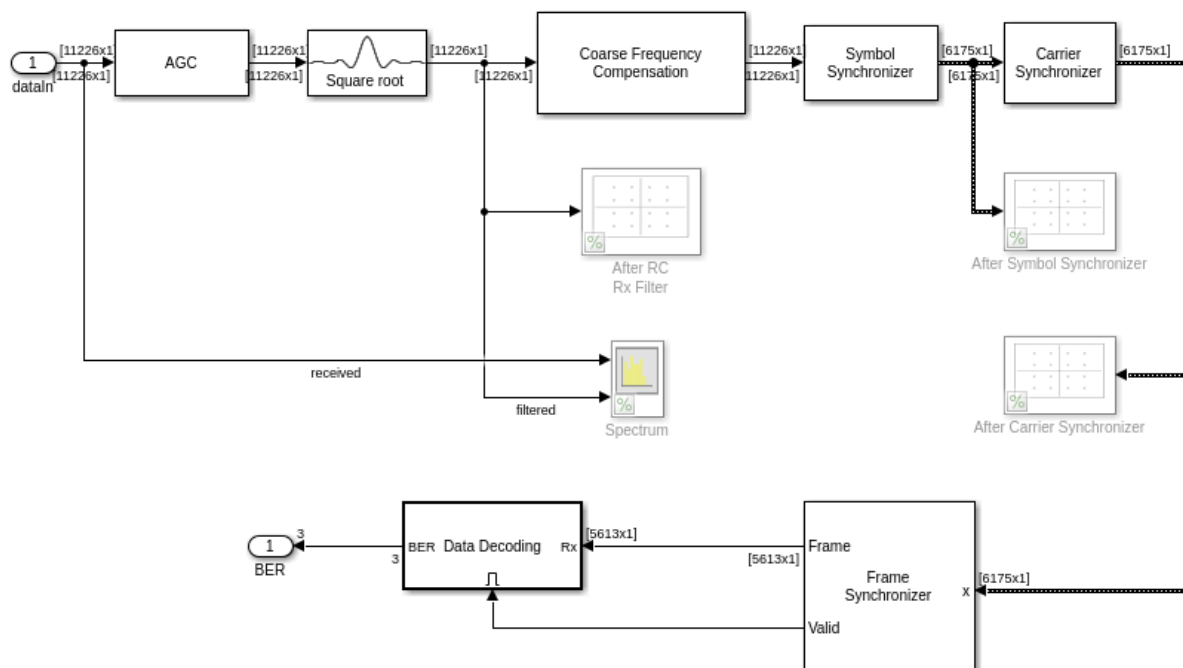 [11226x1]
[11226x1]
[11226x1]
[11226x1]
[6175x1]
[6175x1]
1
AGC
Square root
Coarse Frequency
Compensation
Symbol
Synchronizer
Carrier
Synchronizer
dataIn
[11226x1]
[11226x1]
[11226x1]
11226x1]
[6175x1]
%
After RC
Rx Filter
%
After Symbol Synchronizer
received
filtered
%
Spectrum
%
After Carrier Synchronizer
3
1
BER
BER
Data Decoding
Rx
3
[5613x1]
[5613x1]
Frame
Frame
Synchronizer
x
[6175x1]
Valid